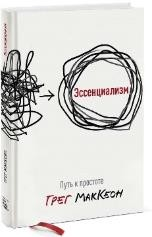 Эссенциализм
Путь к простоте
Грег МакКеон